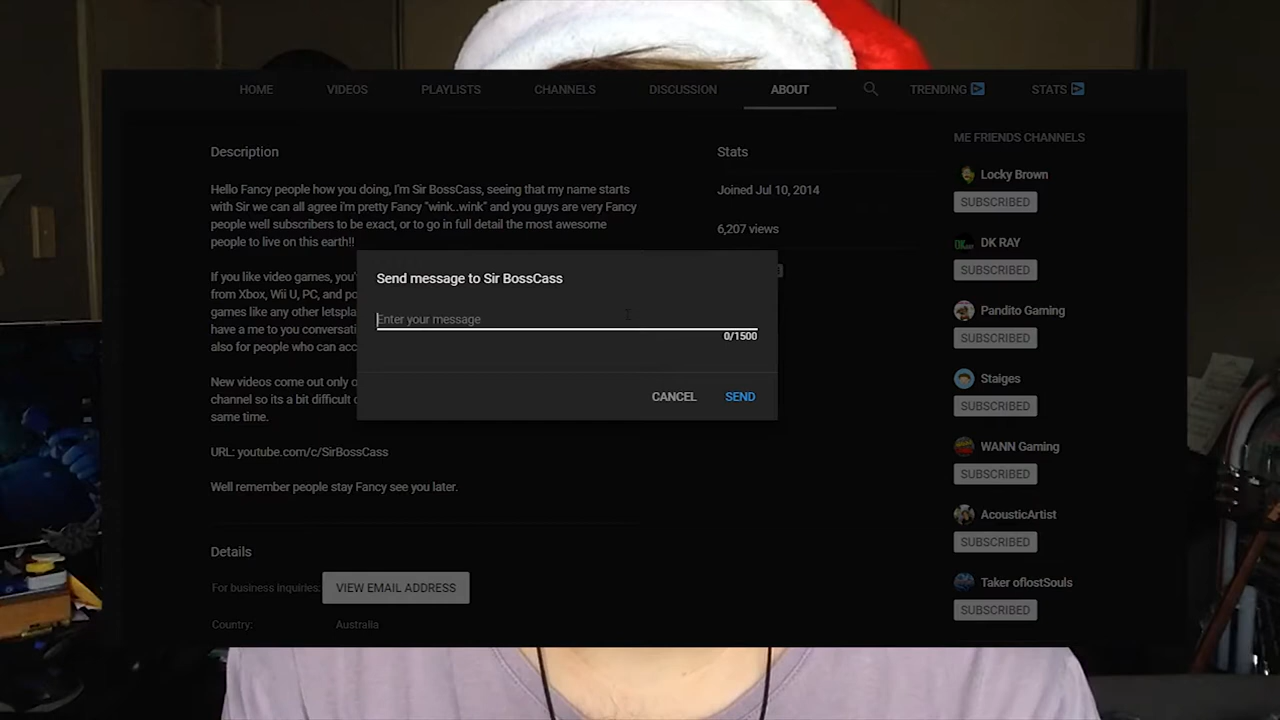 HOME VIDEOS PLAYLISTS CHANNELS DISCUSSION ABOUT TRENDING STATS
Description
Hello Fancy people how you doing, I'm Sir BossCass, seeing that my name starts
with Sir we can all agree i'm pretty Fancy "wink..wink" and you guys are very Fancy
people well subscribers to be exact, or to go in full detail the most awesome
people to live on this earth!!
If you like video games, you'
from Xbox, Wii U, PC, and
games like any other letspla
have a me to you conversati
also for people who can acc
New videos come out only o
channel so its a bit difficult
same time.
URL: youtube.com/c/SirBossCass
Well remember people stay Fancy see you later.
Details
For business inquiries: VIEW EMAIL ADDRESS
Country: Australia
Stats
Joined Jul 10, 2014
6,207 views
Send message to Sir BossCass
Enter your message
0/1500
CANCEL SEND
ME FRIENDS CHANNELS
Locky Brown
SUBSCRIBED
DK RAY
SUBSCRIBED
Pandito Gaming
SUBSCRIBED
Staiges
SUBSCRIBED
WANN Gaming
SUBSCRIBED
AcousticArtist
SUBSCRIBED
Taker oflostSouls
SUBSCRIBED